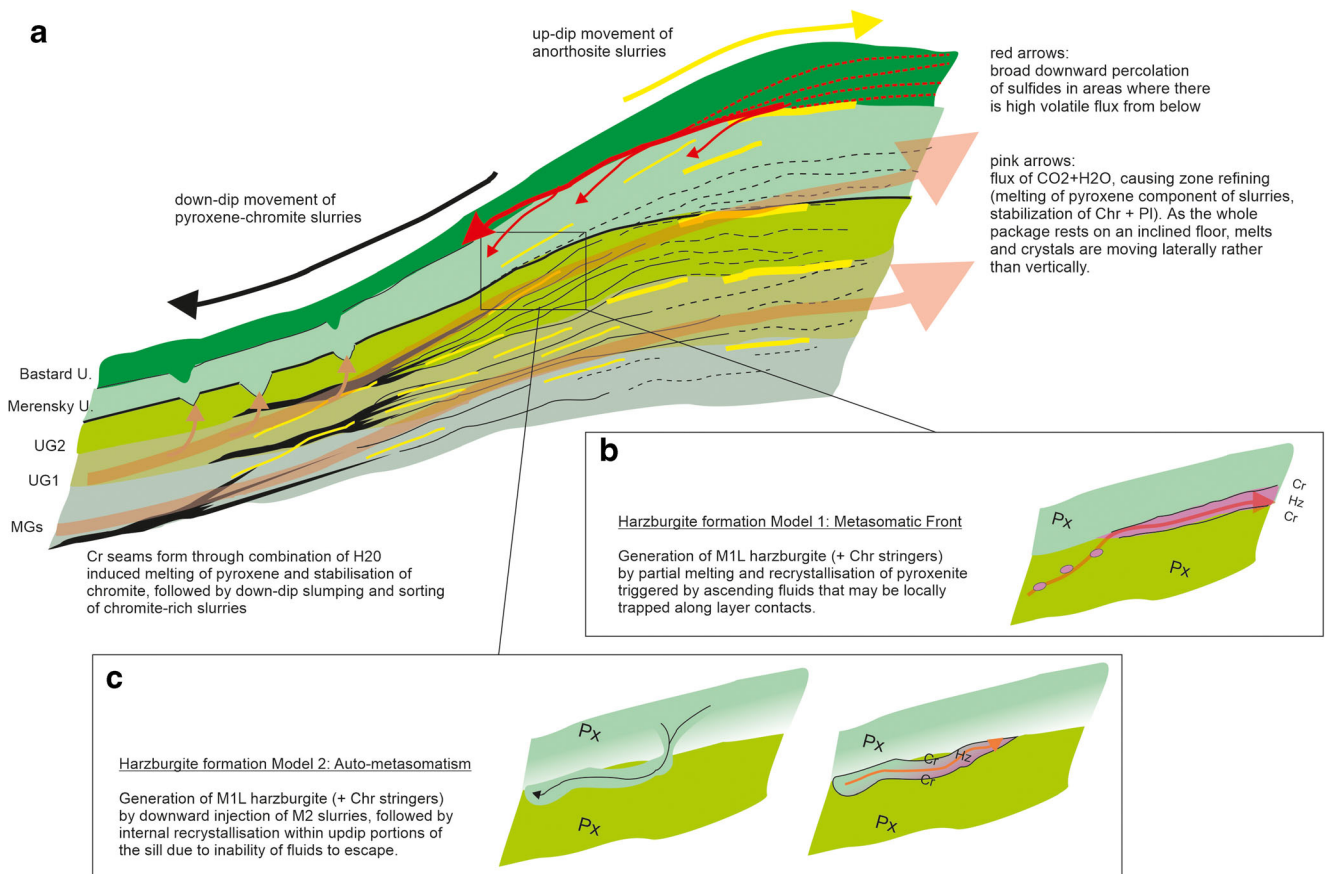 a
up-dip movement of
anorthosite slurries
red arrows:
broad downward percolation
of sulfides in areas where there
is high volatile flux from below
pink arrows:
flux of CO2+H2O, causing zone refining
(melting of pyroxene component of slurries,
stabilization of Chr + Pl). As the whole
package rests on an inclined floor, melts
and crystals are moving laterally rather
than vertically.
down-dip movement of
pyroxene-chromite slurries
Bastard U.
Merensky U.
UG2
UG1
MGs
Cr seams form through combination of H20
induced melting of pyroxene and stabilisation of
chromite, followed by down-dip slumping and sorting
of chromite-rich slurries
b
Harzburgite formation Model 1: Metasomatic Front
Generation of M1L harzburgite (+ Chr stringers)
by partial melting and recrystallisation of pyroxenite
triggered by ascending fluids that may be locally
trapped along layer contacts.
Px
Cr
Hz
Cr
Px
c
Harzburgite formation Model 2: Auto-metasomatism
Generation of M1L harzburgite (+ Chr stringers)
by downward injection of M2 slurries, followed by
internal recrystallisation within updip portions of
the sill due to inability of fluids to escape.
Px
Px
Px
Cr
Hz
Cr
Px